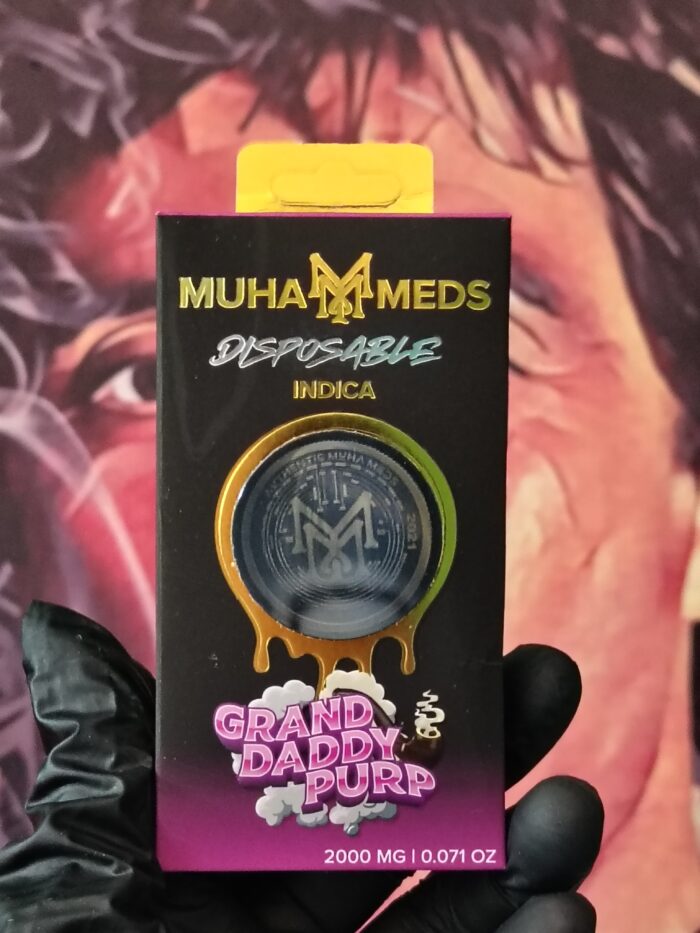 MUHA MEDS
DISPOSABLE
INDICA
AUTHENTIC MUHA MEDS
2021
GRAND
DADDY
PURP
2000 MG | 0.071 OZ